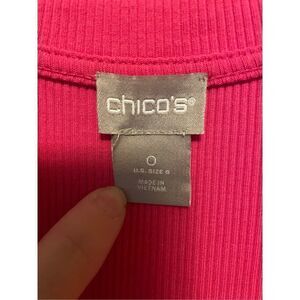 chico's®
0
U.S. SIZE 6
MADE IN
VIETNAM